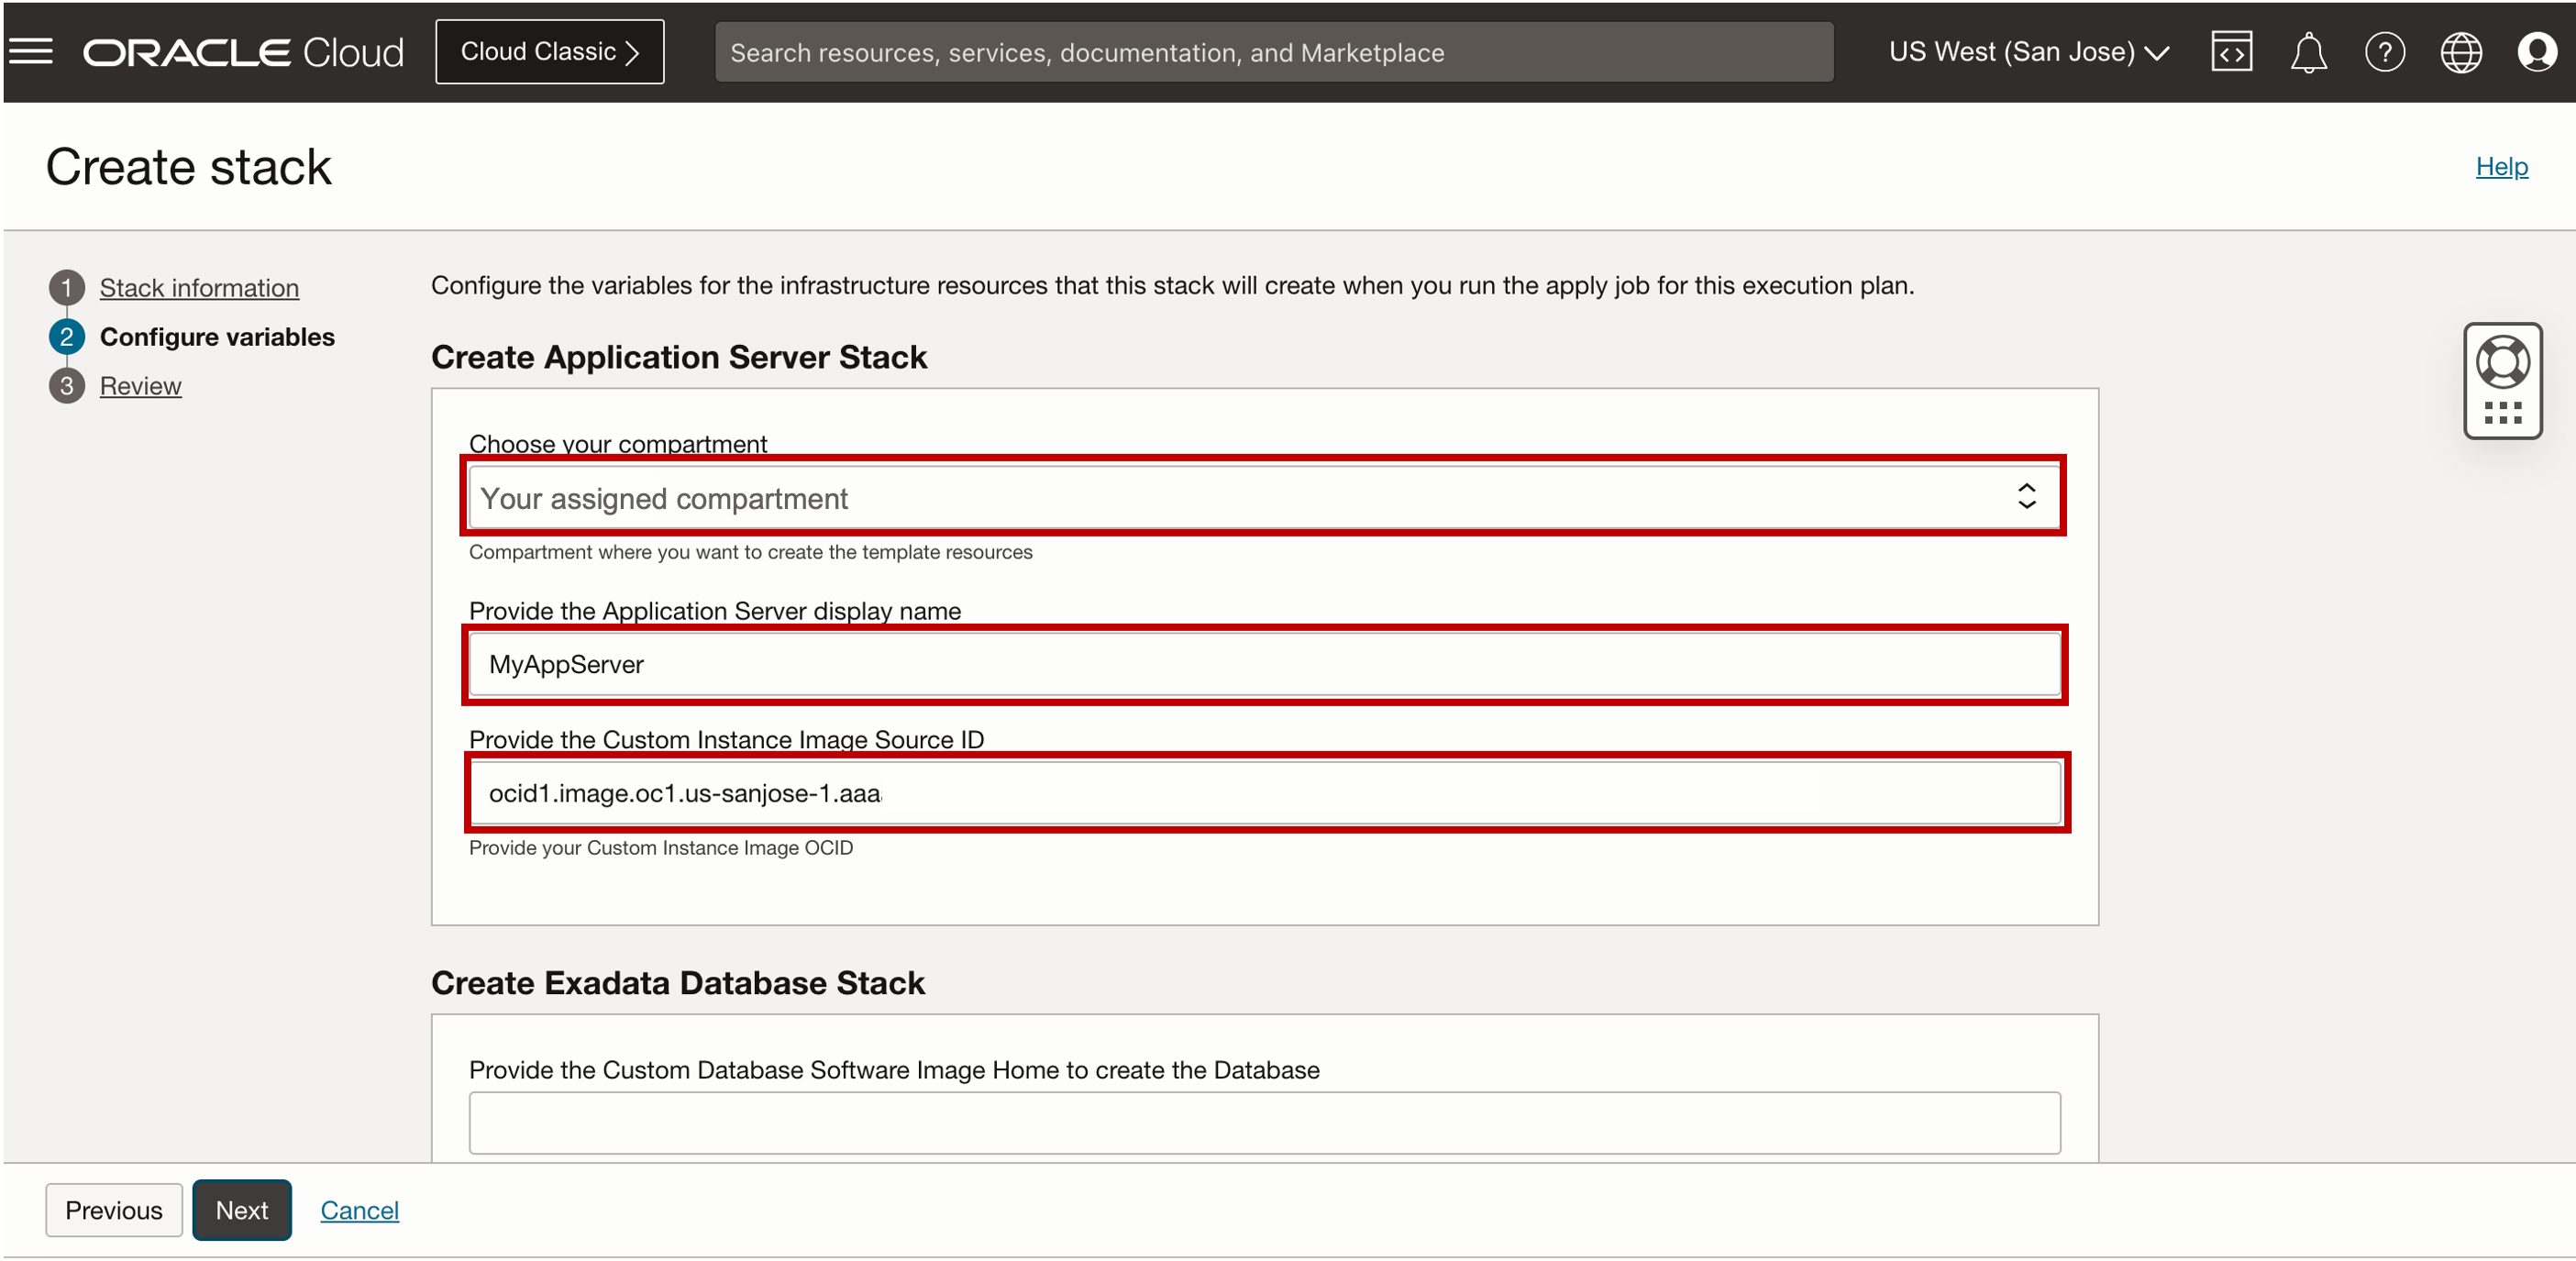 ORACLE Cloud
Cloud Classic
Search resources, services, documentation, and Marketplace
US West (San Jose)
Create stack
Help
1 Stack information
2 Configure variables
3 Review
Configure the variables for the infrastructure resources that this stack will create when you run the apply job for this execution plan.
Create Application Server Stack
Choose your compartment
Your assigned compartment
Compartment where you want to create the template resources
Provide the Application Server display name
MyAppServer
Provide the Custom Instance Image Source ID
ocid1.image.oc1.us-sanjose-1.aaa
Provide your Custom Instance Image OCID
Create Exadata Database Stack
Provide the Custom Database Software Image Home to create the Database
Previous
Next
Cancel